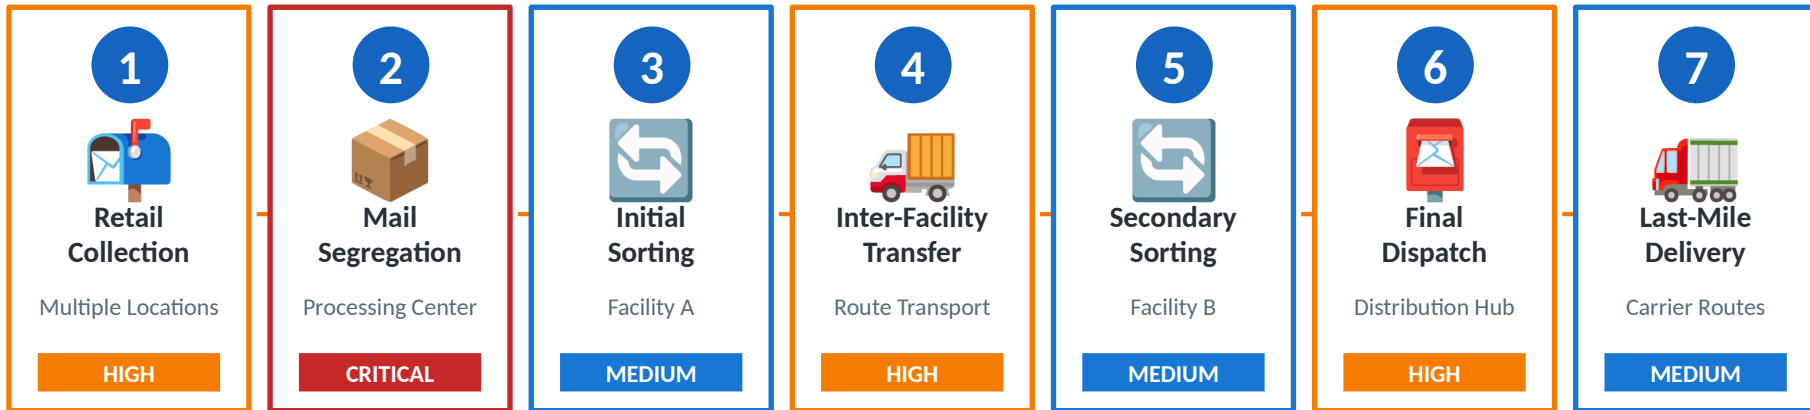 1
Retail
Collection
Multiple Locations
HIGH
2
Mail
Segregation
Processing Center
CRITICAL
3
Initial
Sorting
Facility A
MEDIUM
4
Inter-Facility
Transfer
Route Transport
HIGH
5
Secondary
Sorting
Facility B
MEDIUM
6
Final
Dispatch
Distribution Hub
HIGH
7
Last-Mile
Delivery
Carrier Routes
MEDIUM